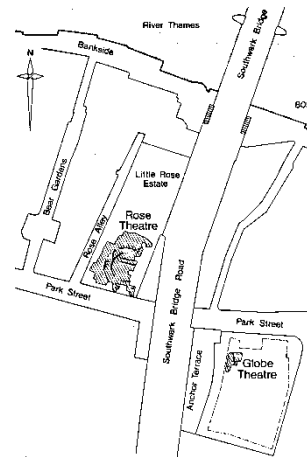 River Thames
Southwark Bridge
Bankside
N
Little Rose
Estate
Bear Gardens
Rose Alley
Rose
Theatre
Park Street
Southwark Bridge Road
Park Street
Anchor Terrace
Globe
Theatre